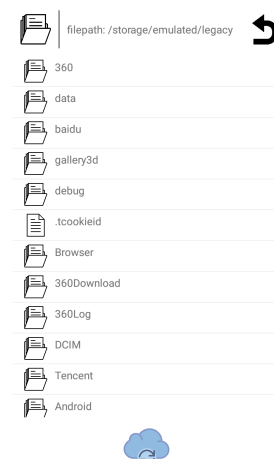 filepath: /storage/emulated/legacy
360
data
baidu
gallery3d
debug
.tcookieid
Browser
360Download
360Log
DCIM
Tencent
Android